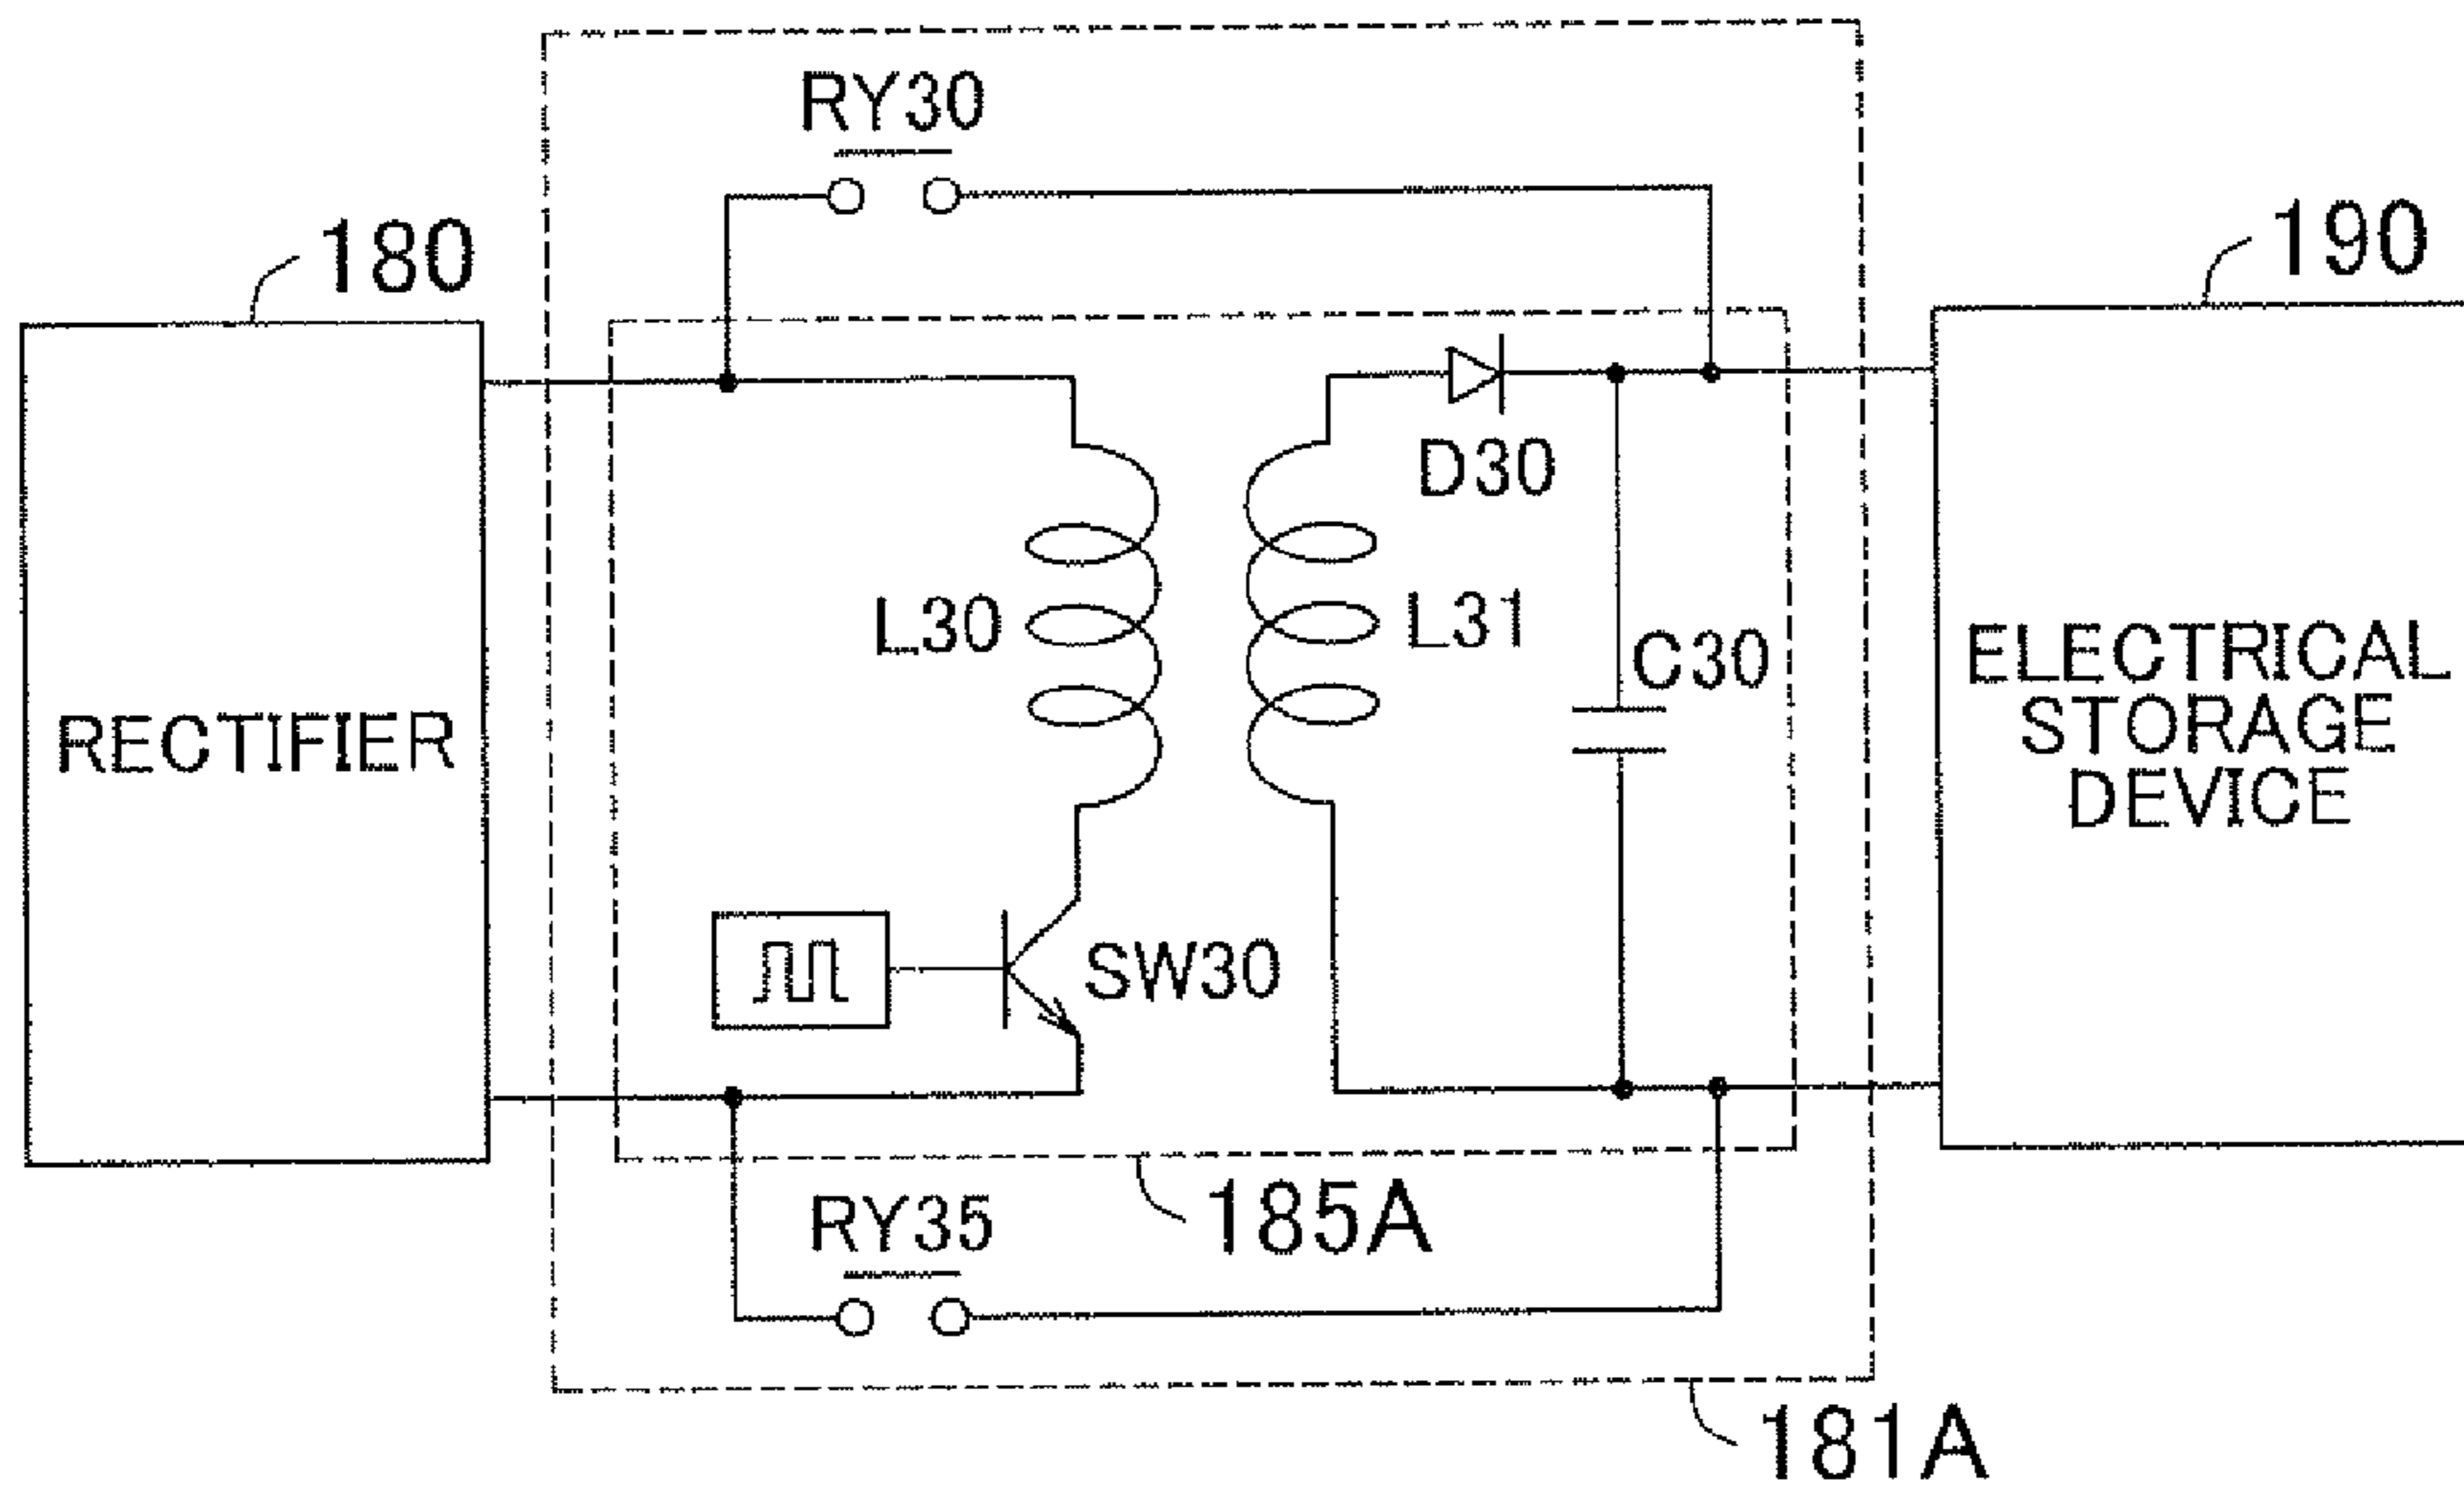 RY30
180
190
D30
L30
L31
C30
RECTIFIER
ELECTRICAL
STORAGE
DEVICE
SW30
185A
RY35
181A